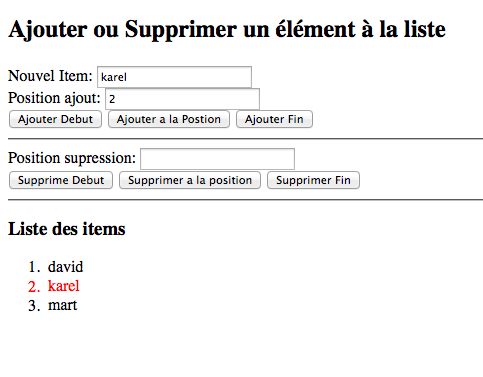 Ajouter ou Supprimer un élément à la liste
Nouvel Item: karel
Position ajout: 2
Ajouter Debut Ajouter a la Postion Ajouter Fin
Position supression:
Supprime Debut Supprimer a la position Supprimer Fin
Liste des items
1. david
2. karel
3. mart